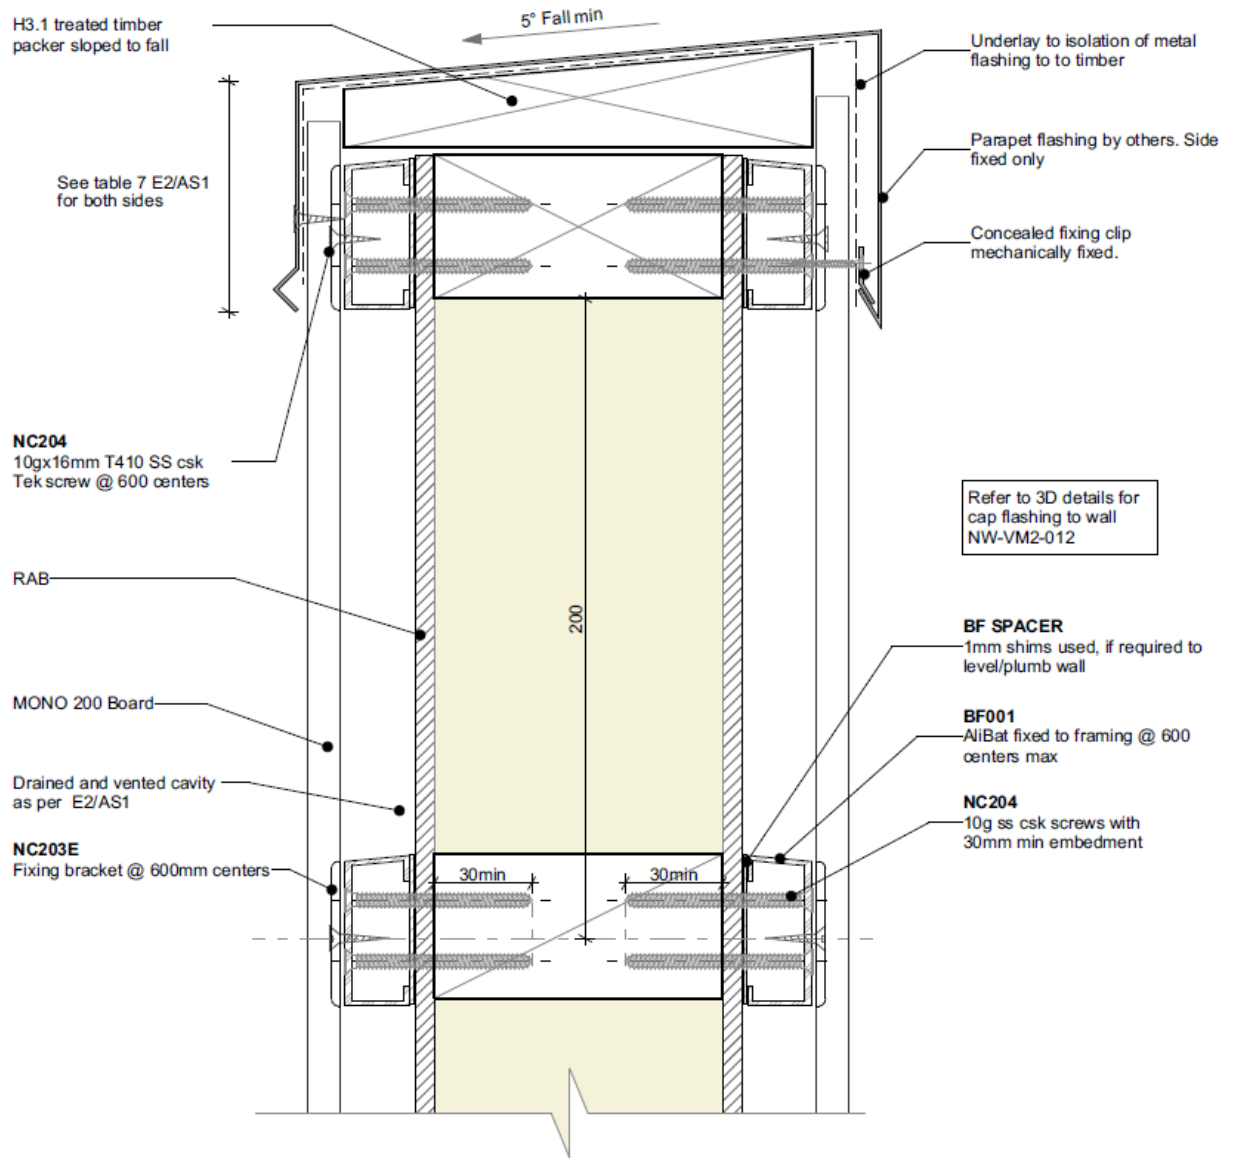 H3.1 treated timber
packer sloped to fall
5° Fall min
Underlay to isolation of metal
flashing to to timber
Parapet flashing by others. Side
fixed only
See table 7 E2/AS1
for both sides
Concealed fixing clip
mechanically fixed.
NC204
10gx16mm T410 SS csk
Tek screw @ 600 centers
Refer to 3D details for
cap flashing to wall
NW-VM2-012
RAB
200
BF SPACER
1mm shims used, if required to
level/plumb wall
MONO 200 Board
BF001
AliBat fixed to framing @ 600
centers max
Drained and vented cavity
as per E2/AS1
NC204
10g ss csk screws with
30mm min embedment
NC203E
Fixing bracket @ 600mm centers
30min
30min